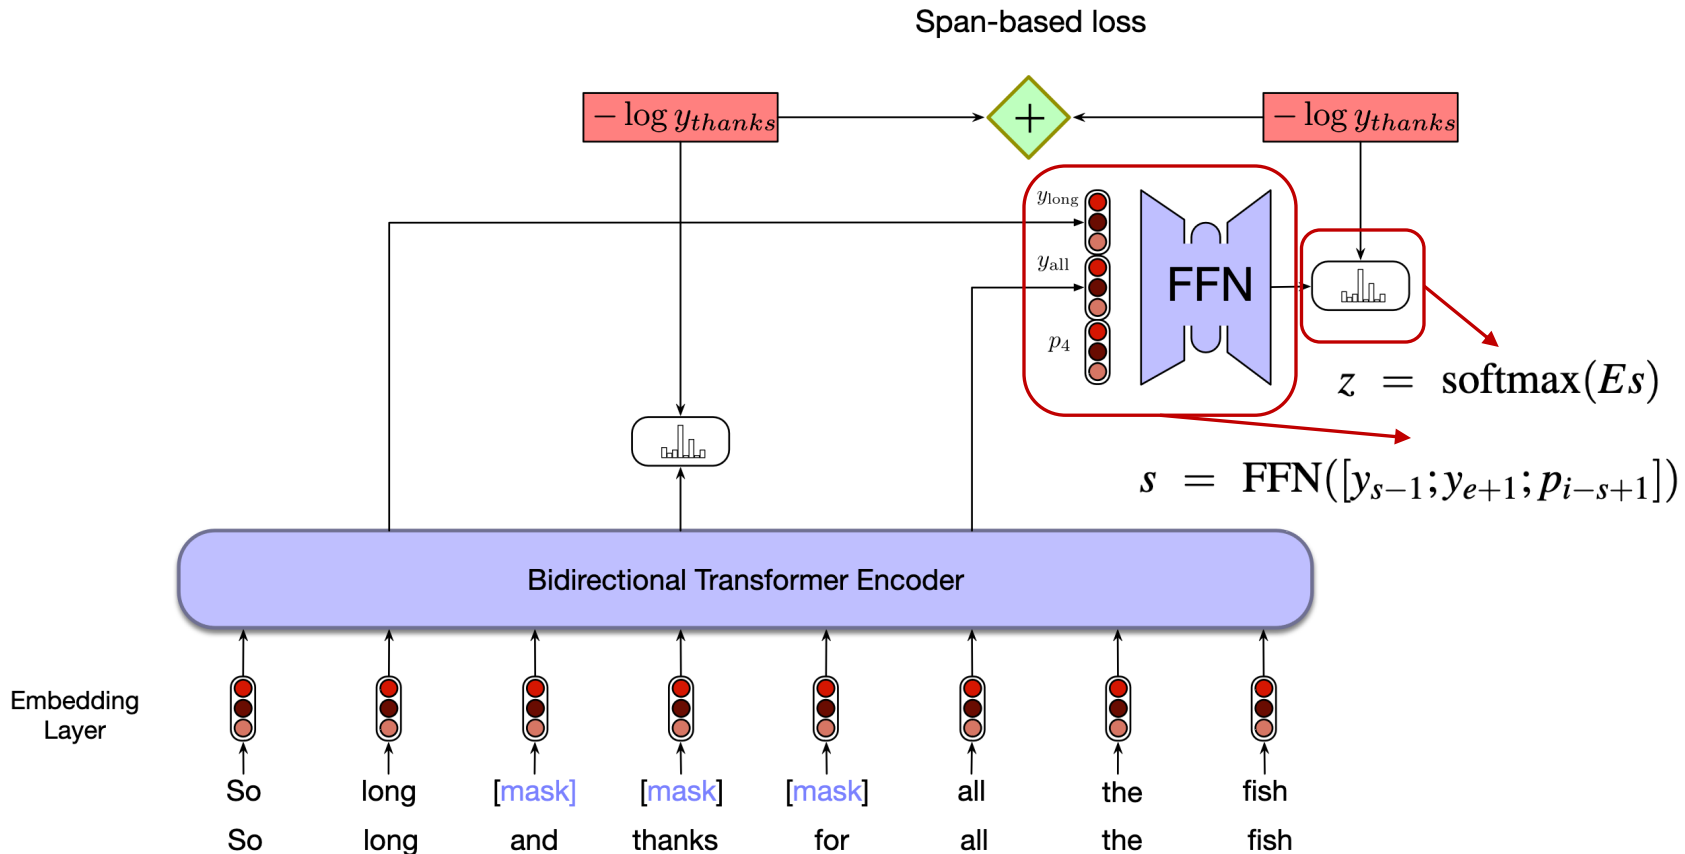 Span-based loss
− log y_thanks
+
− log y_thanks
y_long
y_all
FFN
p_4
z = softmax(Es)
s = FFN([y_{s−1}; y_{e+1}; p_{i−s+1}])
Bidirectional Transformer Encoder
Embedding
Layer
So long [mask] [mask] [mask] all the fish
So long and thanks for all the fish